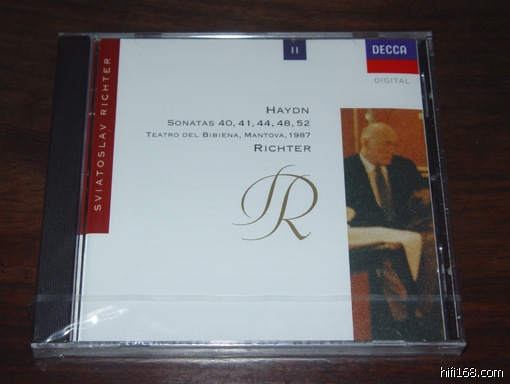 11
DECCA
DIGITAL
SVIATOSLAV RICHTER
HAYDN
SONATAS 40, 41, 44, 48, 52
TEATRO DEL BIBIENA, MANTOVA, 1987
RICHTER
SR
hifi168.com